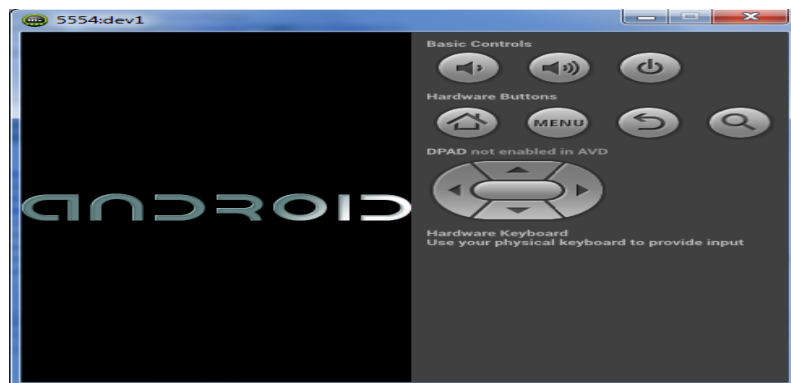 5554:dev1
Basic Controls
Hardware Buttons
MENU
DPAD not enabled in AVD
ANDROID
Hardware Keyboard
Use your physical keyboard to provide input